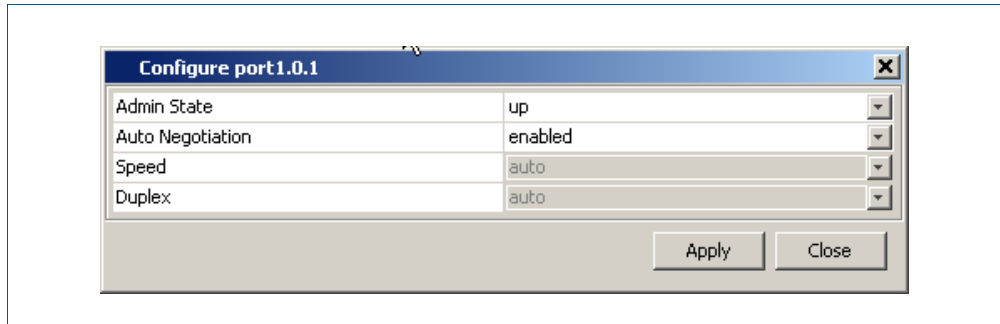 Configure port1.0.1
Admin State up
Auto Negotiation enabled
Speed auto
Duplex auto
Apply Close